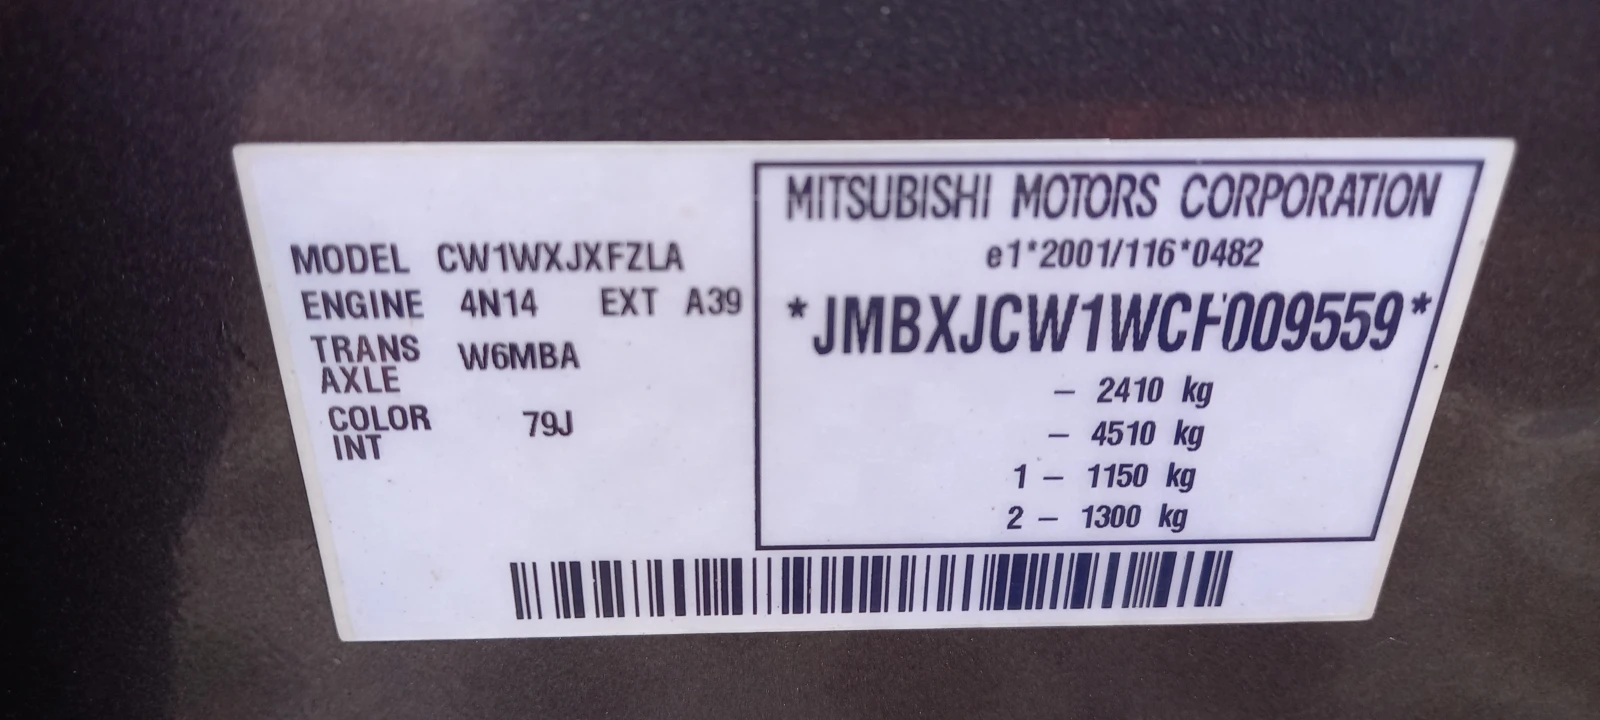 MODEL CW1WXJXFZLA
ENGINE 4N14 EXT A39
TRANS AXLE W6MBA
COLOR INT 79J
MITSUBISHI MOTORS CORPORATION
e1*2001/116*0482
*JMBXJCW1WCF009559*
– 2410 kg
– 4510 kg
1 – 1150 kg
2 – 1300 kg